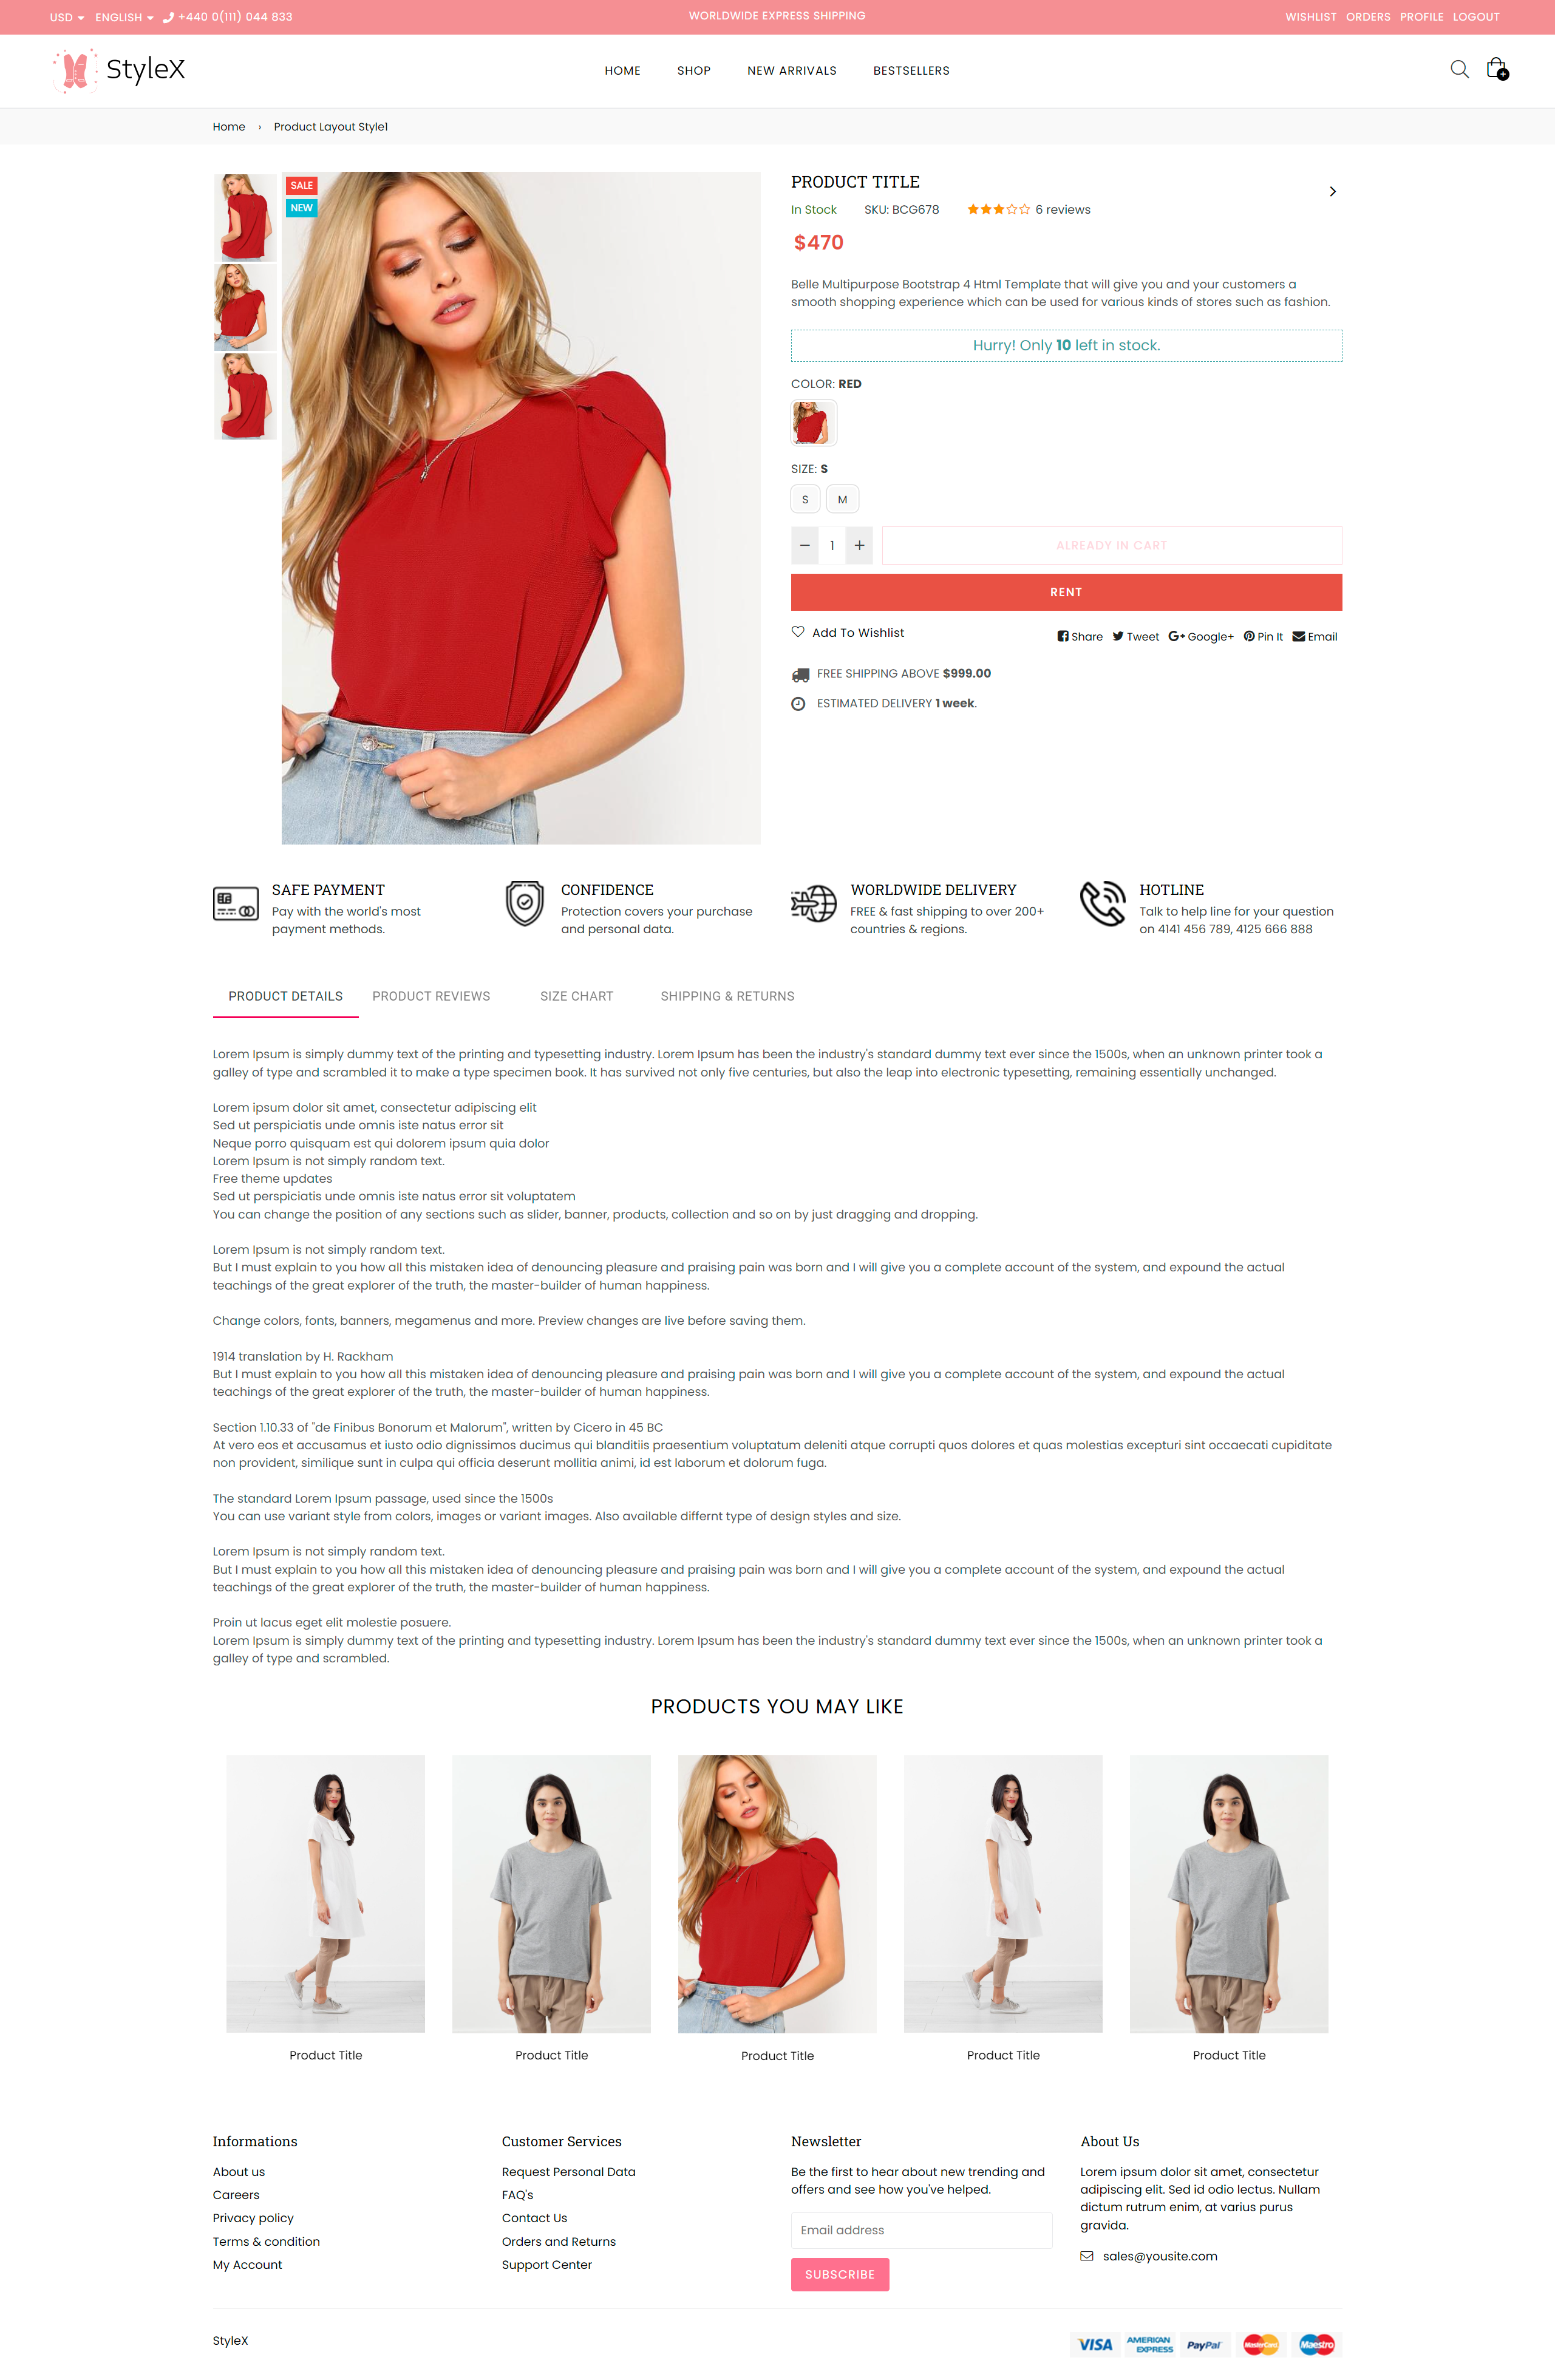 USD ENGLISH +440 0(111) 044 833
WORLDWIDE EXPRESS SHIPPING
WISHLIST ORDERS PROFILE LOGOUT
StyleX
HOME SHOP NEW ARRIVALS BESTSELLERS
Home › Product Layout Style1
SALE
NEW
PRODUCT TITLE
In Stock SKU: BCG678 6 reviews
$470
Belle Multipurpose Bootstrap 4 Html Template that will give you and your customers a
smooth shopping experience which can be used for various kinds of stores such as fashion.
Hurry! Only 10 left in stock.
COLOR: RED
SIZE: S
S M
− 1 + ALREADY IN CART
RENT
Add To Wishlist
Share Tweet Google+ Pin It Email
FREE SHIPPING ABOVE $999.00
ESTIMATED DELIVERY 1 week.
SAFE PAYMENT
Pay with the world's most
payment methods.
CONFIDENCE
Protection covers your purchase
and personal data.
WORLDWIDE DELIVERY
FREE & fast shipping to over 200+
countries & regions.
HOTLINE
Talk to help line for your question
on 4141 456 789, 4125 666 888
PRODUCT DETAILS PRODUCT REVIEWS SIZE CHART SHIPPING & RETURNS
Lorem Ipsum is simply dummy text of the printing and typesetting industry. Lorem Ipsum has been the industry's standard dummy text ever since the 1500s, when an unknown printer took a
galley of type and scrambled it to make a type specimen book. It has survived not only five centuries, but also the leap into electronic typesetting, remaining essentially unchanged.
Lorem ipsum dolor sit amet, consectetur adipiscing elit
Sed ut perspiciatis unde omnis iste natus error sit
Neque porro quisquam est qui dolorem ipsum quia dolor
Lorem Ipsum is not simply random text.
Free theme updates
Sed ut perspiciatis unde omnis iste natus error sit voluptatem
You can change the position of any sections such as slider, banner, products, collection and so on by just dragging and dropping.
Lorem Ipsum is not simply random text.
But I must explain to you how all this mistaken idea of denouncing pleasure and praising pain was born and I will give you a complete account of the system, and expound the actual
teachings of the great explorer of the truth, the master-builder of human happiness.
Change colors, fonts, banners, megamenus and more. Preview changes are live before saving them.
1914 translation by H. Rackham
But I must explain to you how all this mistaken idea of denouncing pleasure and praising pain was born and I will give you a complete account of the system, and expound the actual
teachings of the great explorer of the truth, the master-builder of human happiness.
Section 1.10.33 of "de Finibus Bonorum et Malorum", written by Cicero in 45 BC
At vero eos et accusamus et iusto odio dignissimos ducimus qui blanditiis praesentium voluptatum deleniti atque corrupti quos dolores et quas molestias excepturi sint occaecati cupiditate
non provident, similique sunt in culpa qui officia deserunt mollitia animi, id est laborum et dolorum fuga.
The standard Lorem Ipsum passage, used since the 1500s
You can use variant style from colors, images or variant images. Also available differnt type of design styles and size.
Lorem Ipsum is not simply random text.
But I must explain to you how all this mistaken idea of denouncing pleasure and praising pain was born and I will give you a complete account of the system, and expound the actual
teachings of the great explorer of the truth, the master-builder of human happiness.
Proin ut lacus eget elit molestie posuere.
Lorem Ipsum is simply dummy text of the printing and typesetting industry. Lorem Ipsum has been the industry's standard dummy text ever since the 1500s, when an unknown printer took a
galley of type and scrambled.
PRODUCTS YOU MAY LIKE
Product Title Product Title Product Title Product Title Product Title
Informations
About us
Careers
Privacy policy
Terms & condition
My Account
Customer Services
Request Personal Data
FAQ's
Contact Us
Orders and Returns
Support Center
Newsletter
Be the first to hear about new trending and
offers and see how you've helped.
Email address
SUBSCRIBE
About Us
Lorem ipsum dolor sit amet, consectetur
adipiscing elit. Sed id odio lectus. Nullam
dictum rutrum enim, at varius purus
gravida.
sales@yousite.com
StyleX
VISA AMERICAN EXPRESS PayPal MasterCard Maestro